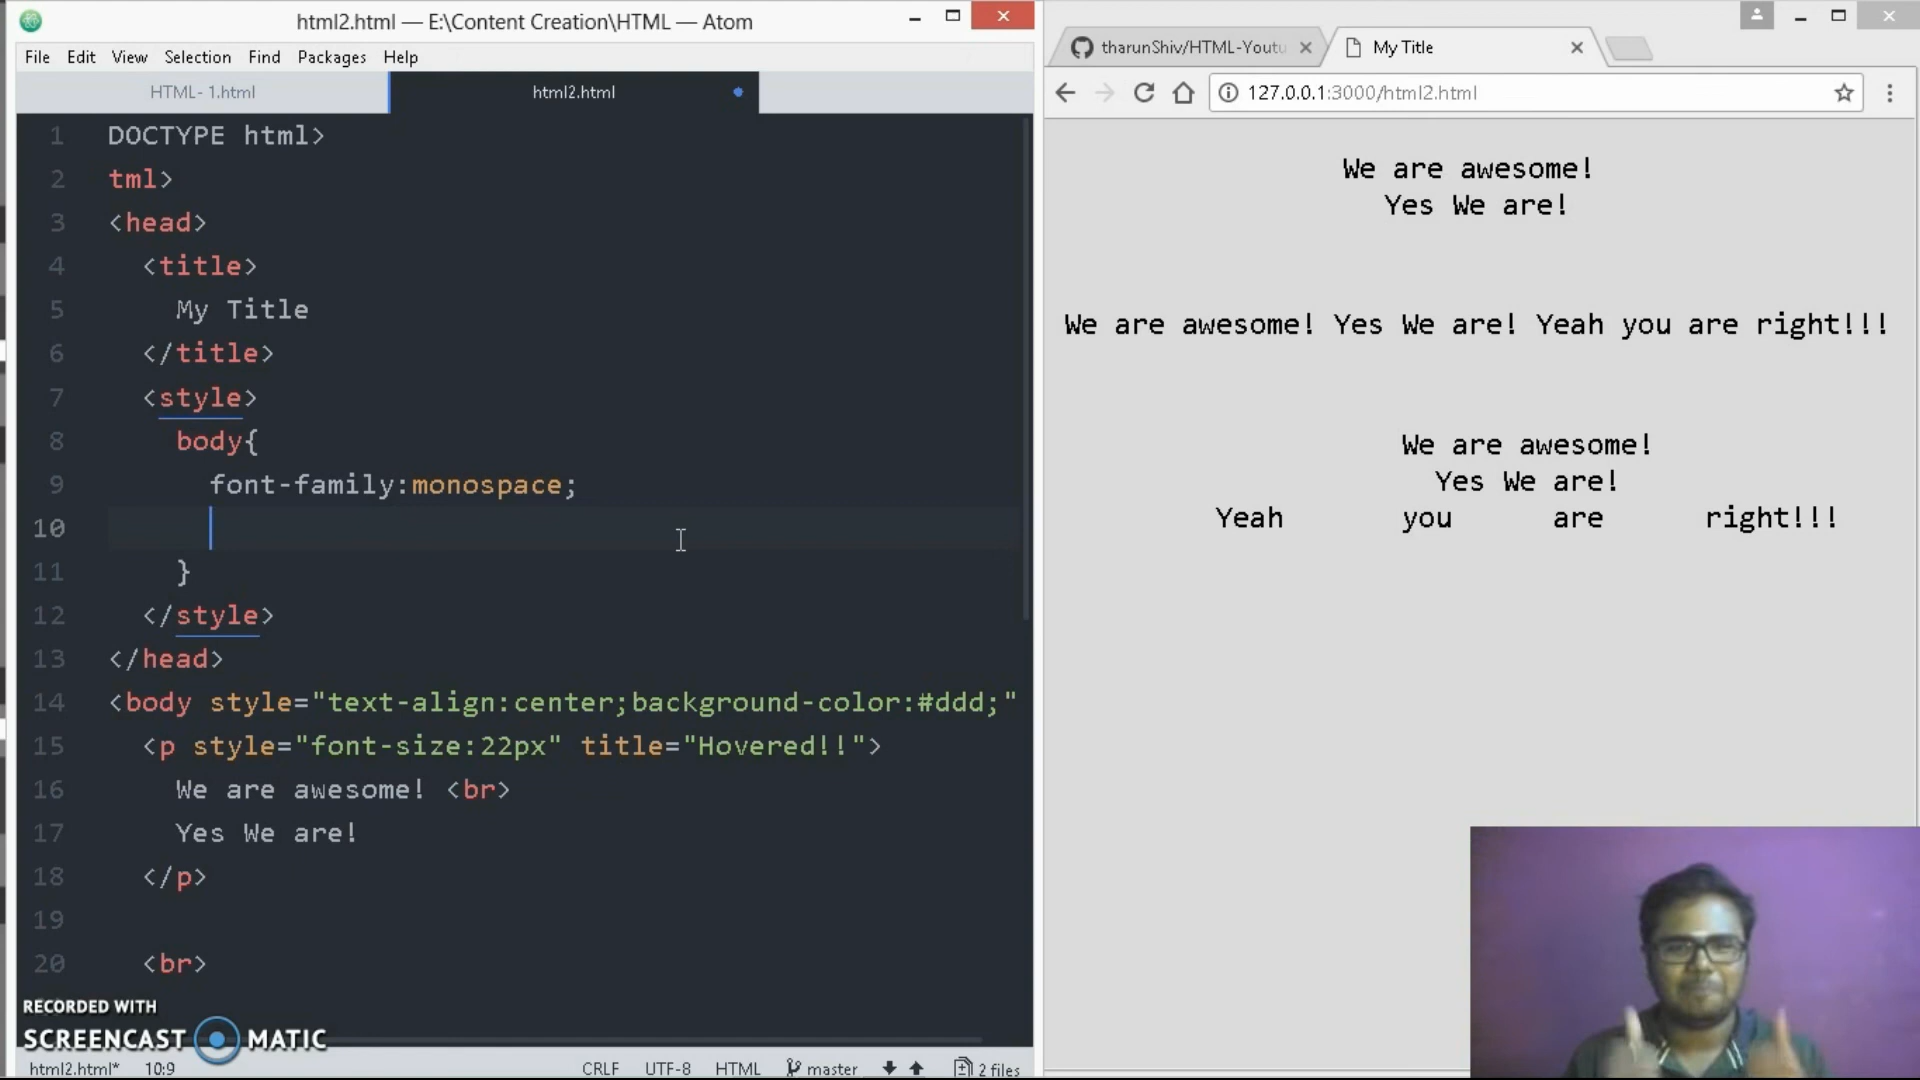 html2.html — E:\Content Creation\HTML — Atom
File Edit View Selection Find Packages Help
HTML- 1.html
html2.html
1 DOCTYPE html>
2 tml>
3 <head>
4 <title>
5 My Title
6 </title>
7 <style>
8 body{
9 font-family:monospace;
10
11 }
12 </style>
13 </head>
14 <body style="text-align:center;background-color:#ddd;"
15 <p style="font-size:22px" title="Hovered!!">
16 We are awesome! <br>
17 Yes We are!
18 </p>
19
20 <br>
RECORDED WITH
SCREENCAST MATIC
html2.html* 10:9 CRLF UTF-8 HTML master 2 files
tharunShiv/HTML-Youtu
My Title
127.0.0.1:3000/html2.html
We are awesome!
Yes We are!
We are awesome! Yes We are! Yeah you are right!!!
We are awesome!
Yes We are!
Yeah you are right!!!